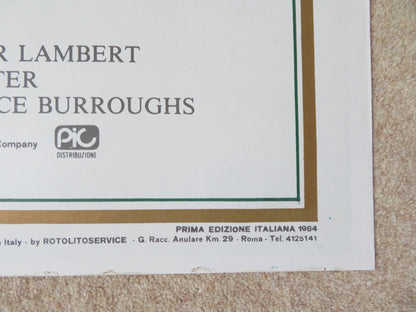 R LAMBERT
TER
CE BURROUGHS
Company PIC
DISTRIBUZIONE
PRIMA EDIZIONE ITALIANA 1984
Italy - by ROTOLITOSERVICE - G. Racc. Anulare Km. 29 - Roma - Tel. 4125141